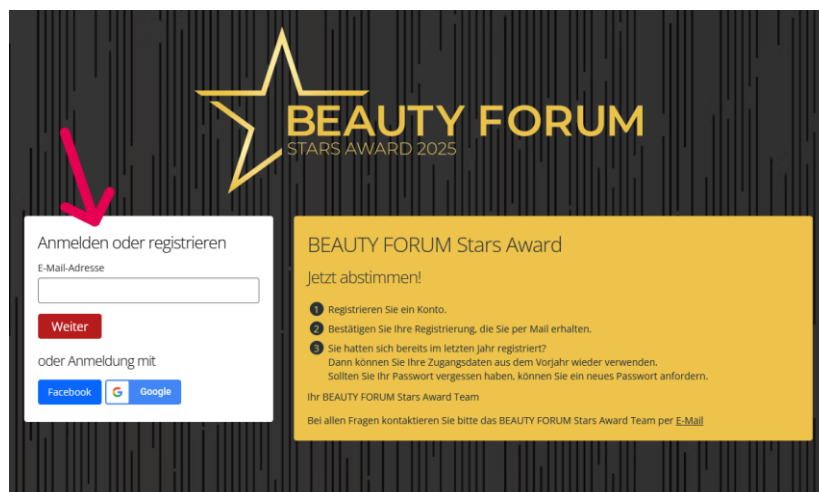 BEAUTY FORUM
STARS AWARD 2025
Anmelden oder registrieren
E-Mail-Adresse
Weiter
oder Anmeldung mit
Facebook
G Google
BEAUTY FORUM Stars Award
Jetzt abstimmen!
1 Registrieren Sie ein Konto.
2 Bestätigen Sie Ihre Registrierung, die Sie per Mail erhalten.
3 Sie hatten sich bereits im letzten Jahr registriert?
Dann können Sie Ihre Zugangsdaten aus dem Vorjahr wieder verwenden.
Sollten Sie Ihr Passwort vergessen haben, können Sie ein neues Passwort anfordern.
Ihr BEAUTY FORUM Stars Award Team
Bei allen Fragen kontaktieren Sie bitte das BEAUTY FORUM Stars Award Team per E-Mail